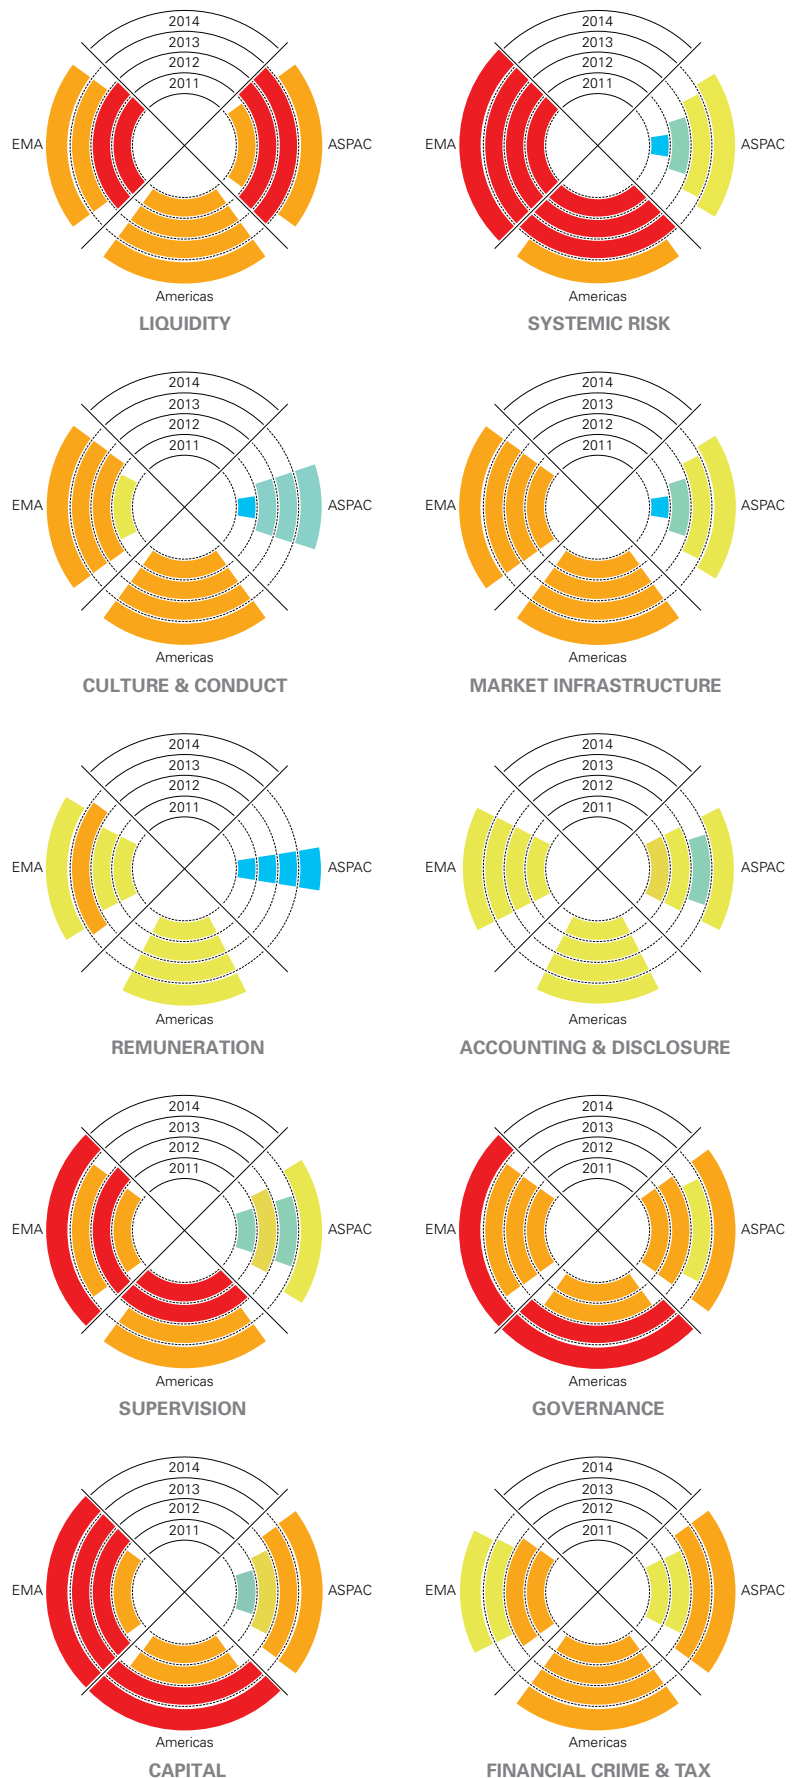 2014
2013
2012
2011
EMA
ASPAC
Americas
LIQUIDITY
2014
2013
2012
2011
EMA
ASPAC
Americas
SYSTEMIC RISK
2014
2013
2012
2011
EMA
ASPAC
Americas
CULTURE & CONDUCT
2014
2013
2012
2011
EMA
ASPAC
Americas
MARKET INFRASTRUCTURE
2014
2013
2012
2011
EMA
ASPAC
Americas
REMUNERATION
2014
2013
2012
2011
EMA
ASPAC
Americas
ACCOUNTING & DISCLOSURE
2014
2013
2012
2011
EMA
ASPAC
Americas
SUPERVISION
2014
2013
2012
2011
EMA
ASPAC
Americas
GOVERNANCE
2014
2013
2012
2011
EMA
ASPAC
Americas
CAPITAL
2014
2013
2012
2011
EMA
ASPAC
Americas
FINANCIAL CRIME & TAX